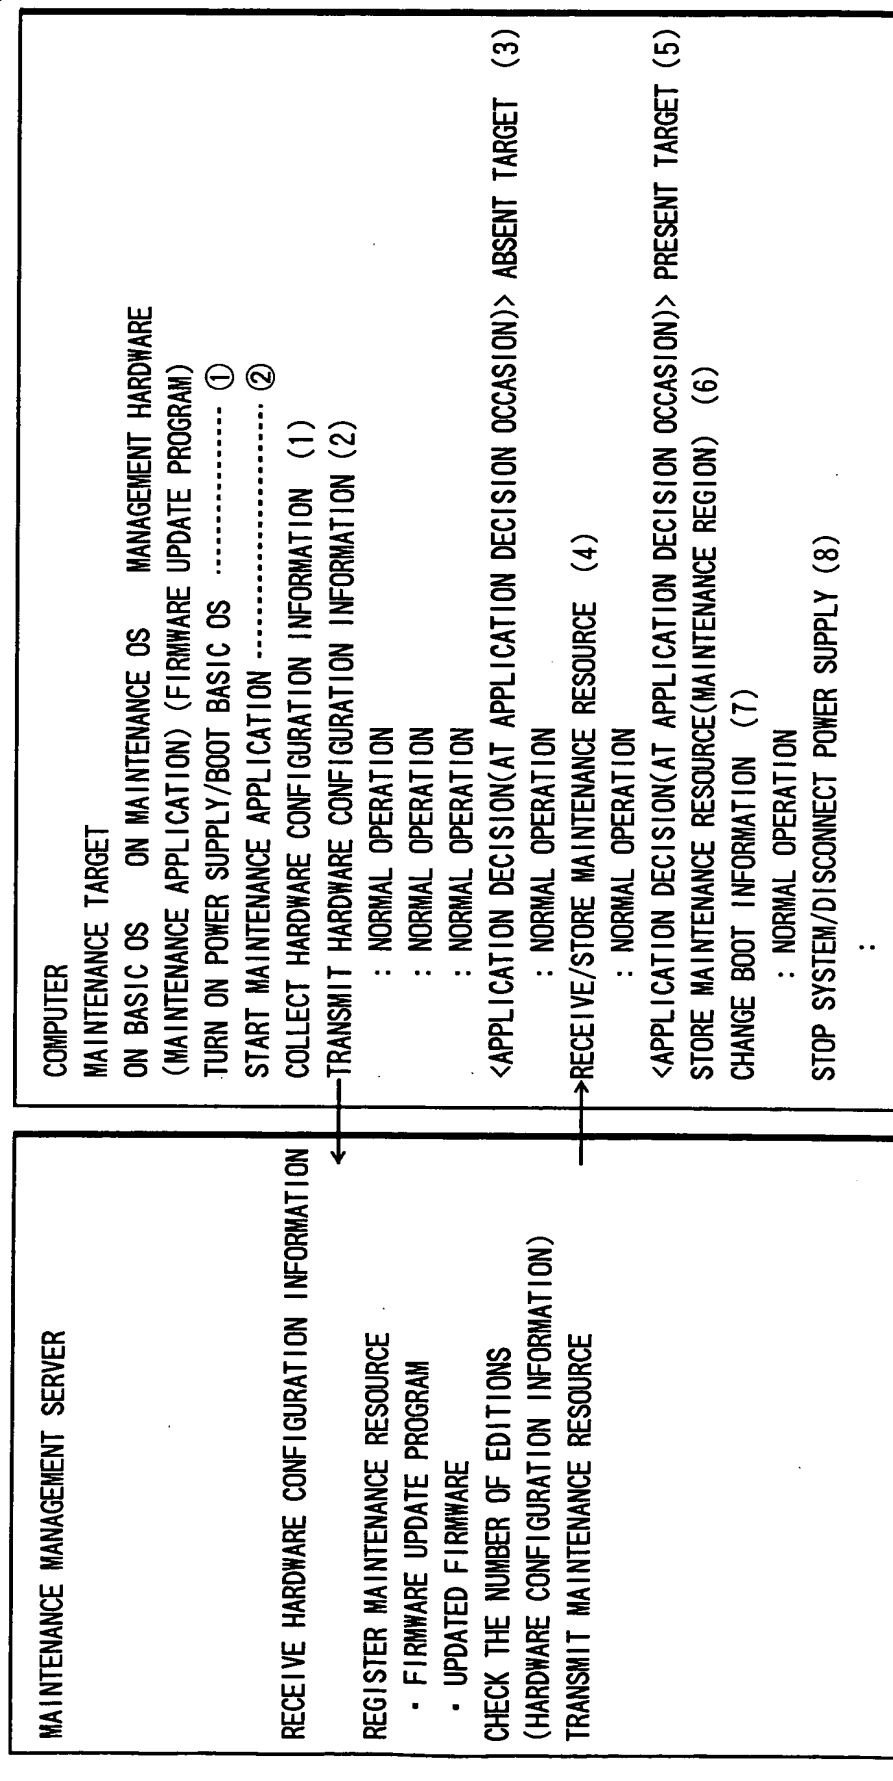 MAINTENANCE MANAGEMENT SERVER
RECEIVE HARDWARE CONFIGURATION INFORMATION
REGISTER MAINTENANCE RESOURCE
・FIRMWARE UPDATE PROGRAM
・UPDATED FIRMWARE
CHECK THE NUMBER OF EDITIONS
(HARDWARE CONFIGURATION INFORMATION)
TRANSMIT MAINTENANCE RESOURCE
COMPUTER
MAINTENANCE TARGET
ON BASIC OS ON MAINTENANCE OS MANAGEMENT HARDWARE
(MAINTENANCE APPLICATION) (FIRMWARE UPDATE PROGRAM)
TURN ON POWER SUPPLY/BOOT BASIC OS ---------------- ①
START MAINTENANCE APPLICATION ------------------------ ②
COLLECT HARDWARE CONFIGURATION INFORMATION (1)
TRANSMIT HARDWARE CONFIGURATION INFORMATION (2)
: NORMAL OPERATION
: NORMAL OPERATION
: NORMAL OPERATION
<APPLICATION DECISION(AT APPLICATION DECISION OCCASION)> ABSENT TARGET (3)
: NORMAL OPERATION
RECEIVE/STORE MAINTENANCE RESOURCE (4)
: NORMAL OPERATION
<APPLICATION DECISION(AT APPLICATION DECISION OCCASION)> PRESENT TARGET (5)
STORE MAINTENANCE RESOURCE(MAINTENANCE REGION) (6)
CHANGE BOOT INFORMATION (7)
: NORMAL OPERATION
STOP SYSTEM/DISCONNECT POWER SUPPLY (8)
: